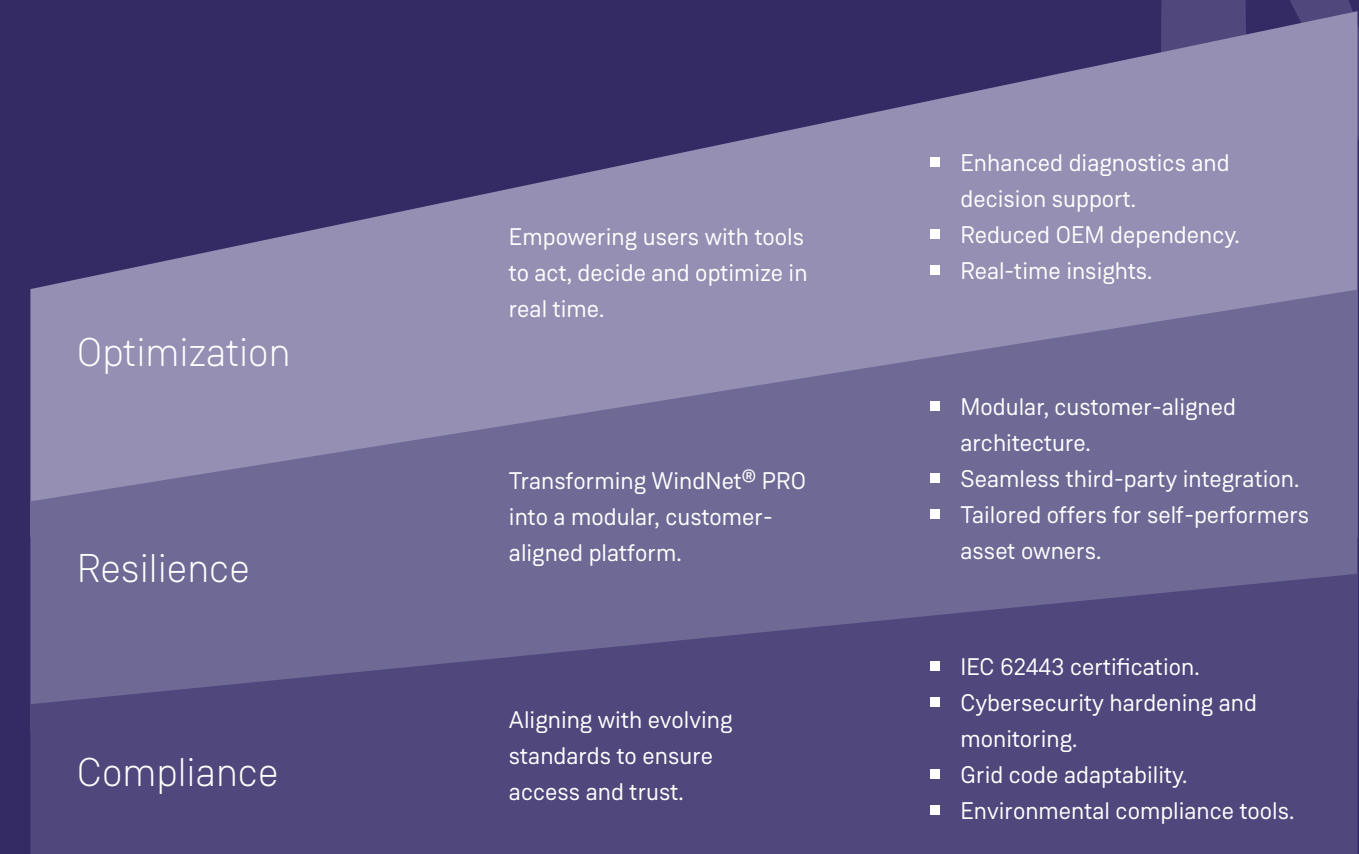 Optimization
Empowering users with tools
to act, decide and optimize in
real time.
Enhanced diagnostics and
decision support.
Reduced OEM dependency.
Real-time insights.
Resilience
Transforming WindNet® PRO
into a modular, customer-
aligned platform.
Modular, customer-aligned
architecture.
Seamless third-party integration.
Tailored offers for self-performers
asset owners.
Compliance
Aligning with evolving
standards to ensure
access and trust.
IEC 62443 certification.
Cybersecurity hardening and
monitoring.
Grid code adaptability.
Environmental compliance tools.